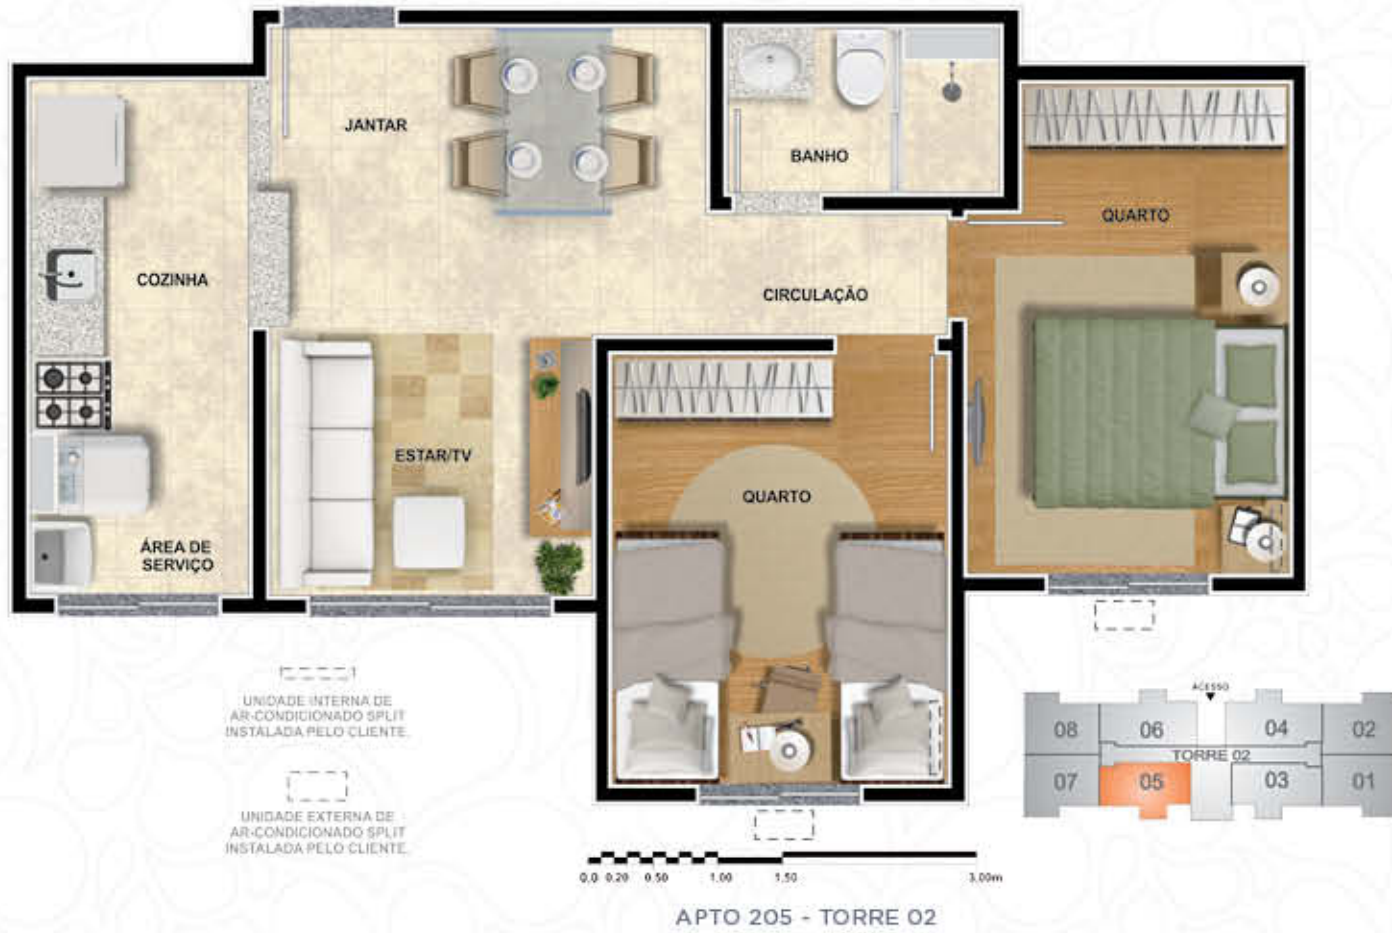 JANTAR
BANHO
QUARTO
COZINHA
CIRCULAÇÃO
ESTAR/TV
QUARTO
ÁREA DE
SERVIÇO
UNIDADE INTERNA DE
AR-CONDICIONADO SPLIT
INSTALADA PELO CLIENTE.
UNIDADE EXTERNA DE
AR-CONDICIONADO SPLIT
INSTALADA PELO CLIENTE.
ACESSO
08 06 04 02
TORRE 02
07 05 03 01
0,0 0.20 0.50 1.00 1.50 3.00m
APTO 205 - TORRE 02